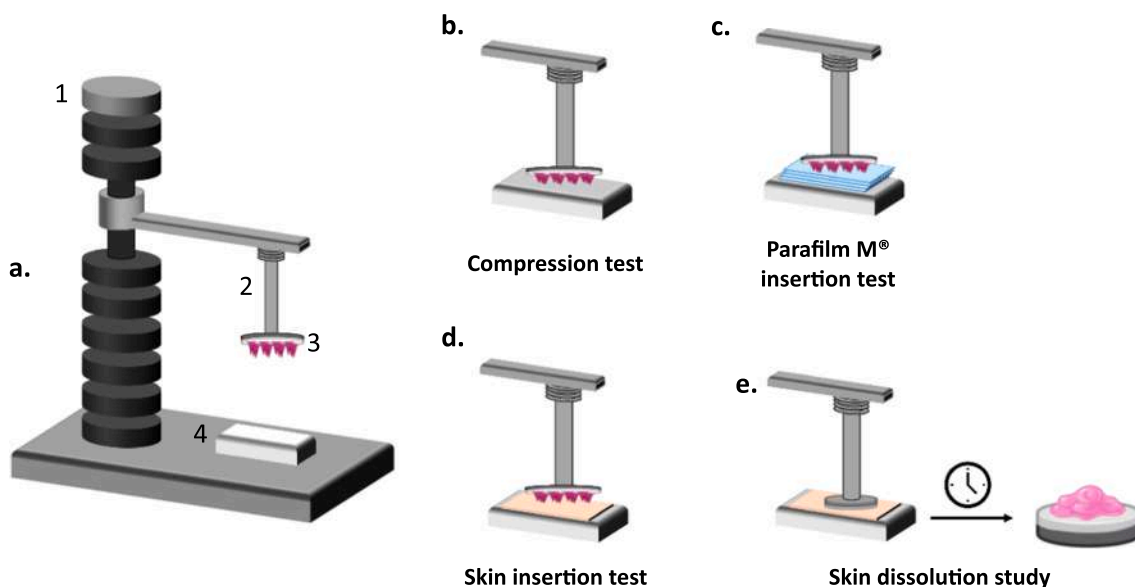 a.
1
2
3
4
b.
Compression test
c.
Parafilm M®
insertion test
d.
Skin insertion test
e.
Skin dissolution study